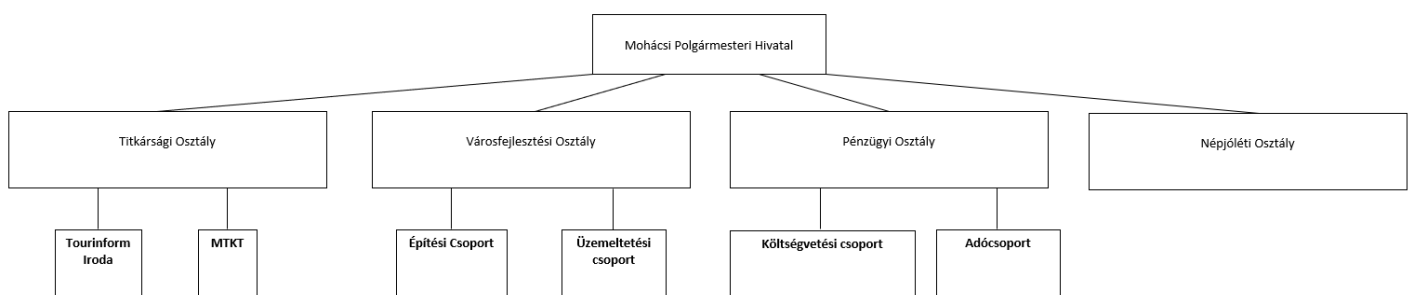 Mohácsi Polgármesteri Hivatal
Titkársági Osztály
Városfejlesztési Osztály
Pénzügyi Osztály
Népjóléti Osztály
Tourinform
Iroda
MTKT
Építési Csoport
Üzemeltetési
csoport
Költségvetési csoport
Adócsoport